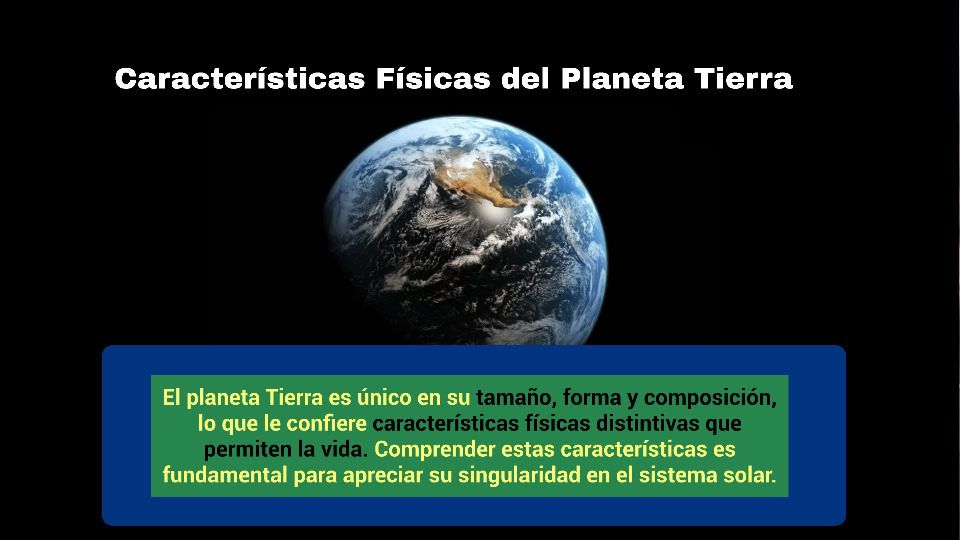 Características Físicas del Planeta Tierra
El planeta Tierra es único en su tamaño, forma y composición,
lo que le confiere características físicas distintivas que
permiten la vida. Comprender estas características es
fundamental para apreciar su singularidad en el sistema solar.